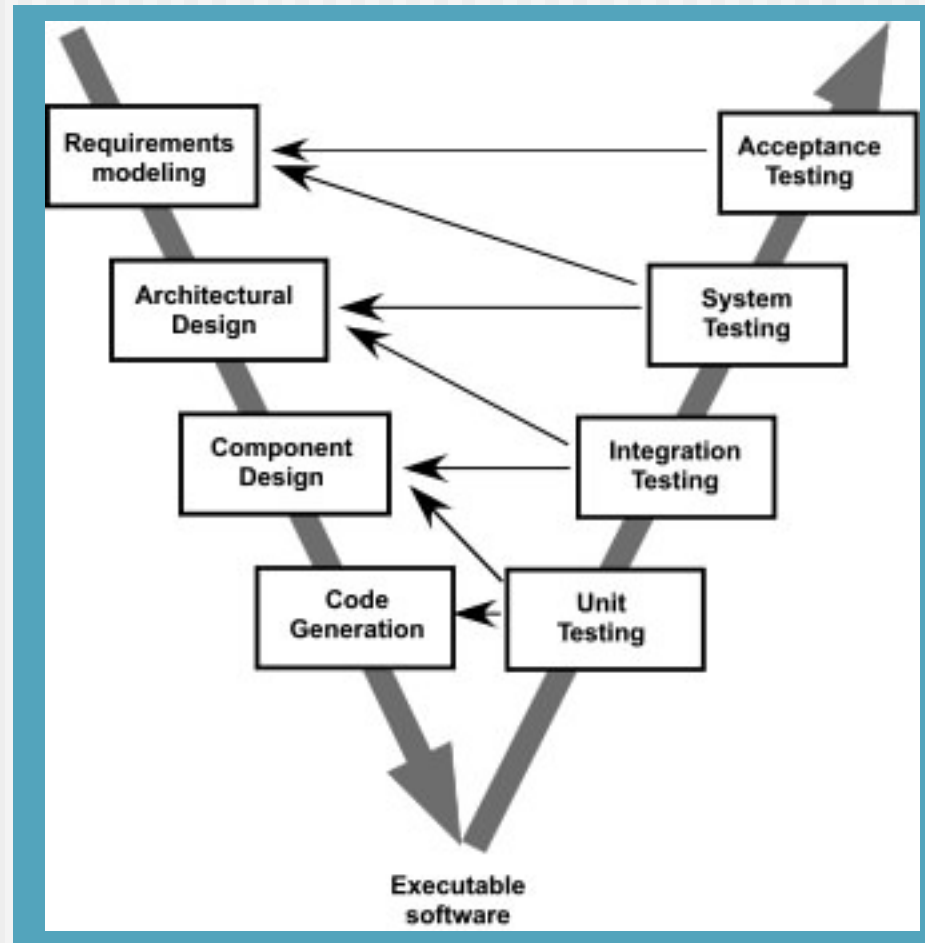 Requirements
modeling
Acceptance
Testing
Architectural
Design
System
Testing
Component
Design
Integration
Testing
Code
Generation
Unit
Testing
Executable
software